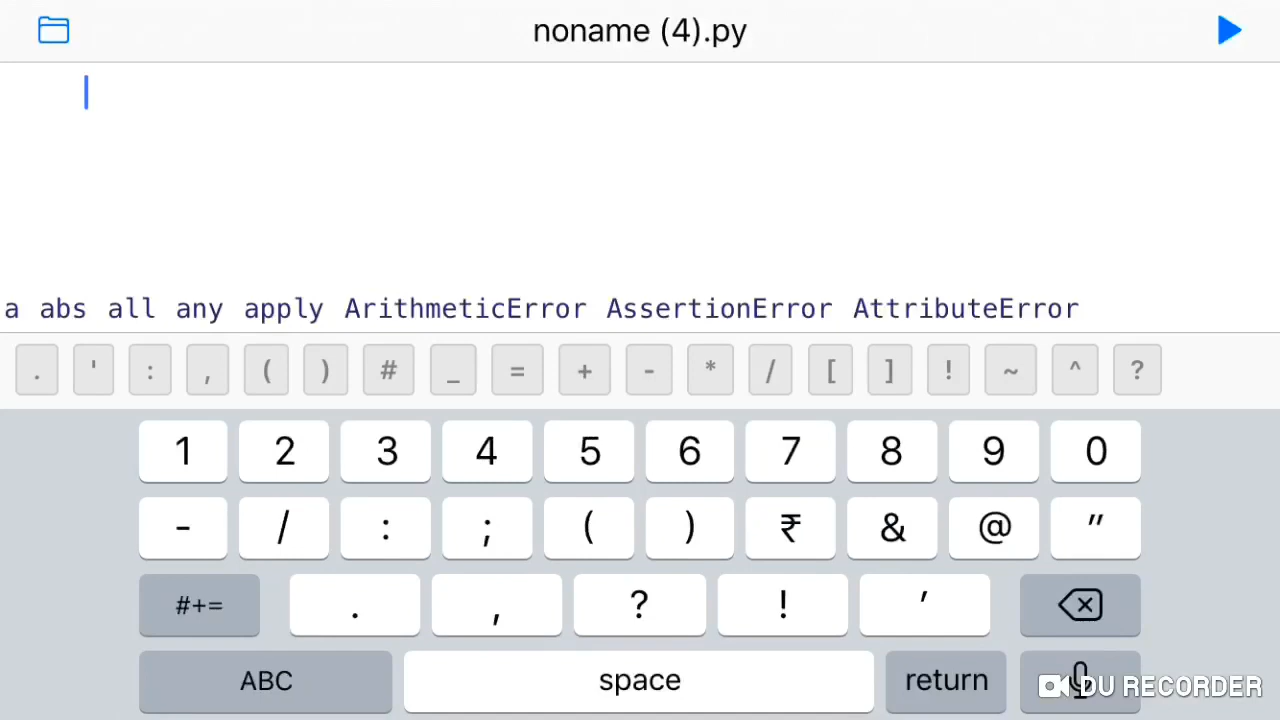 noname (4).py
a abs all any apply ArithmeticError AssertionError AttributeError
. ' : , ( ) # _ = + - * / [ ] ! ~ ^ ?
1 2 3 4 5 6 7 8 9 0
- / : ; ( ) ₹ & @ "
#+= . , ? ! '
ABC space return
DU RECORDER